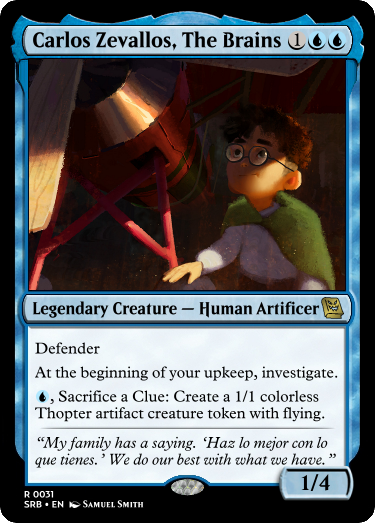 Carlos Zevallos, The Brains 1
Legendary Creature — Human Artificer
Defender
At the beginning of your upkeep, investigate.
, Sacrifice a Clue: Create a 1/1 colorless
Thopter artifact creature token with flying.
“My family has a saying. ‘Haz lo mejor con lo
que tienes.’ We do our best with what we have.”
1/4
R 0031
SRB • EN Samuel Smith